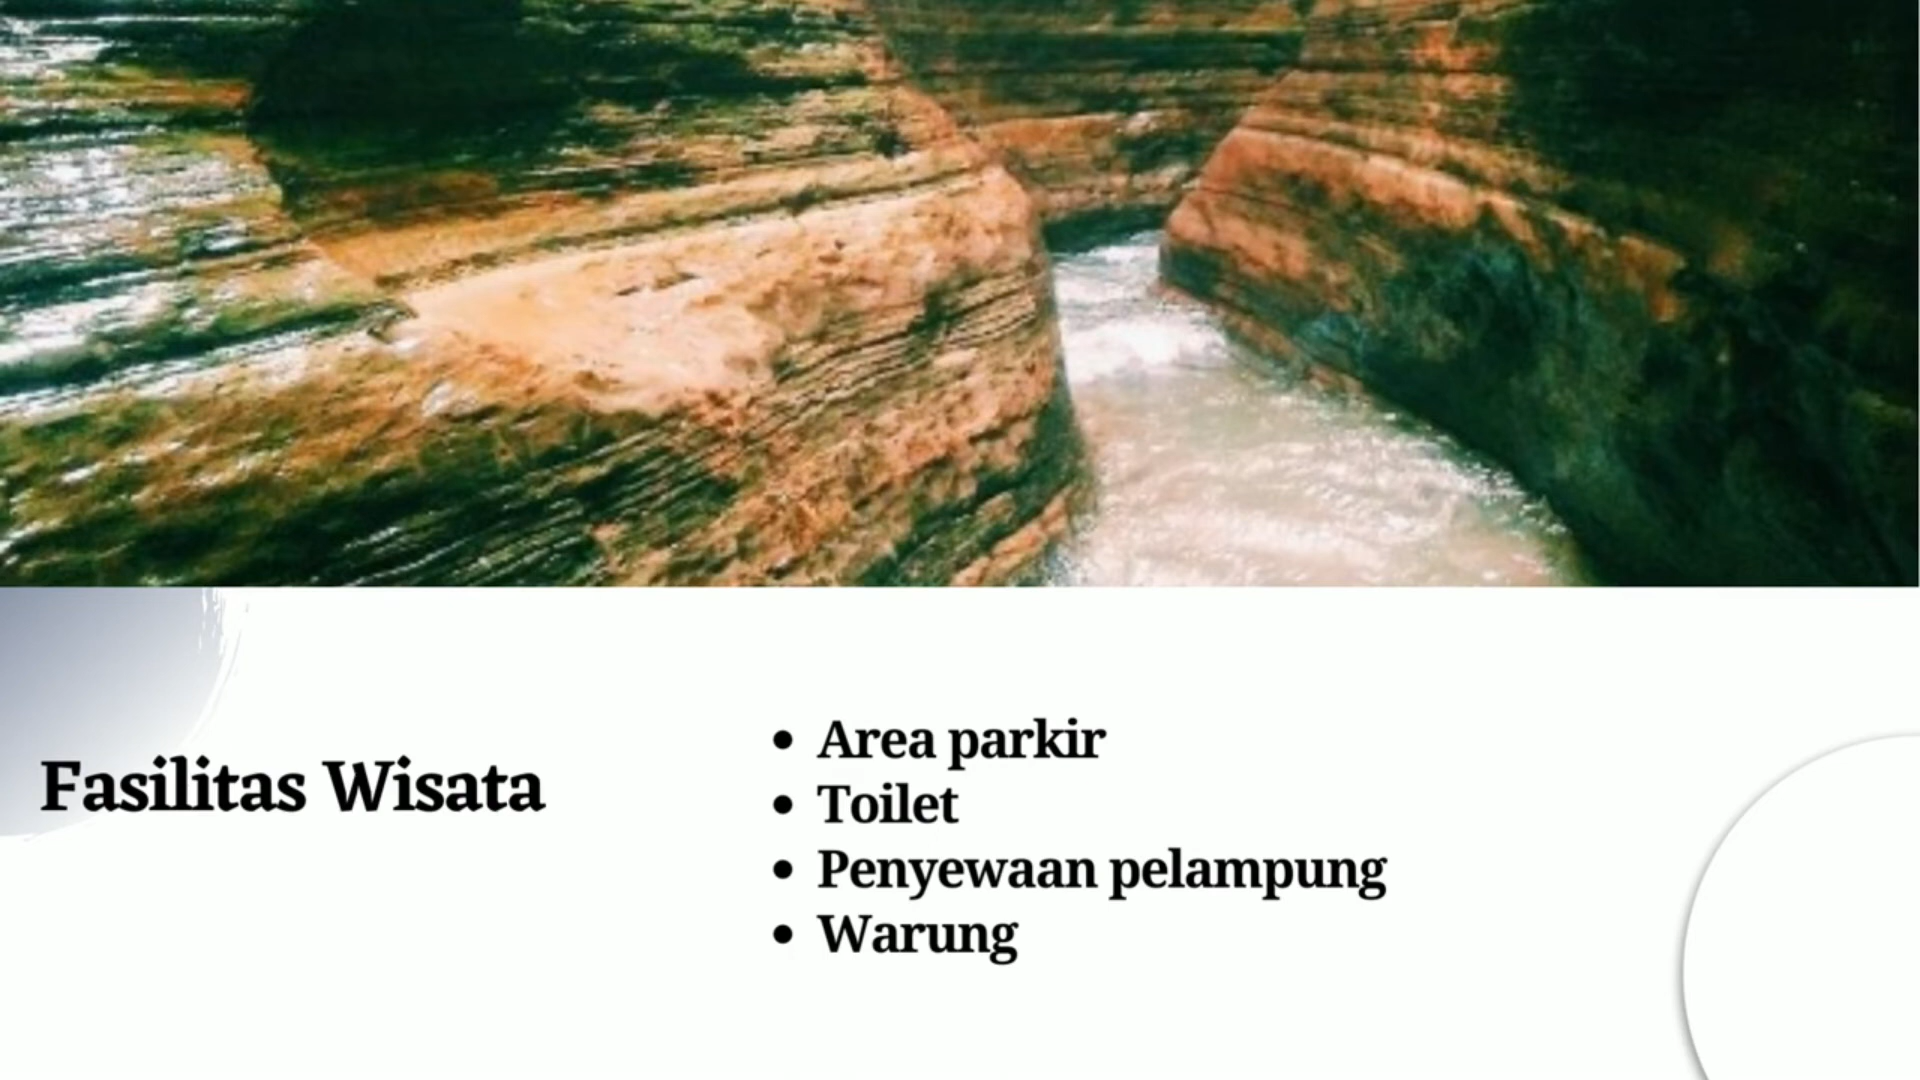 Fasilitas Wisata
• Area parkir
• Toilet
• Penyewaan pelampung
• Warung